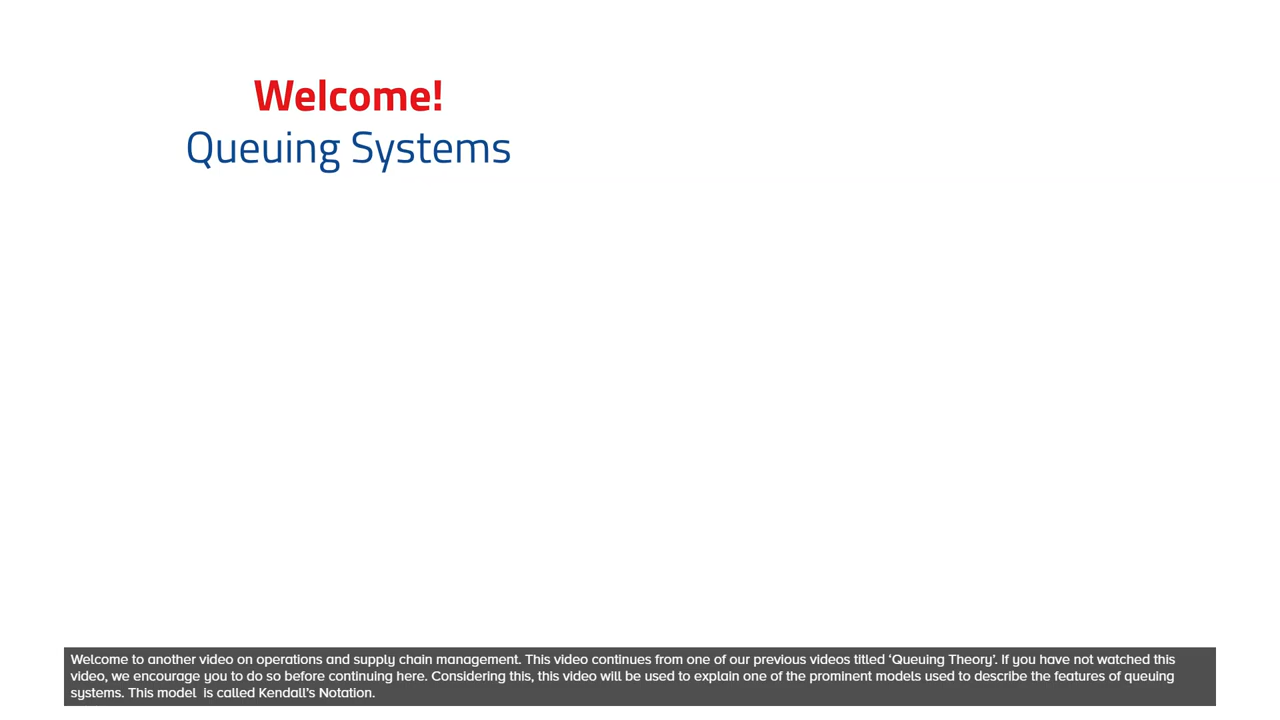 Welcome!
Queuing Systems
Welcome to another video on operations and supply chain management. This video continues from one of our previous videos titled ‘Queuing Theory’. If you have not watched this
video, we encourage you to do so before continuing here. Considering this, this video will be used to explain one of the prominent models used to describe the features of queuing
systems. This model  is called Kendall’s Notation.